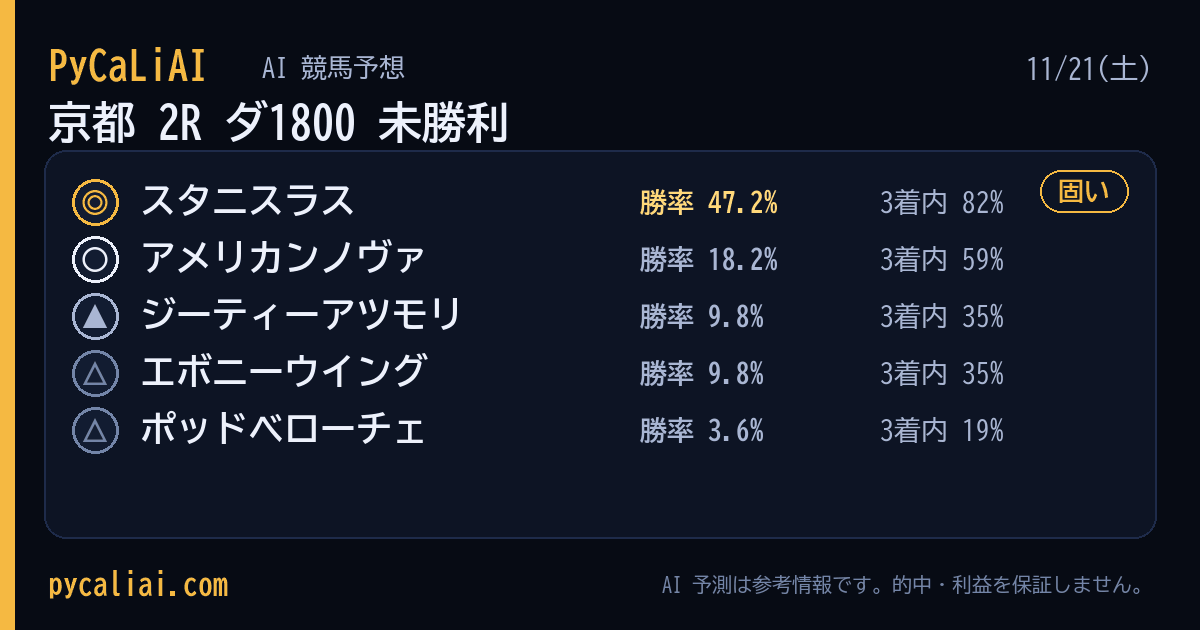 PyCaLiAI AI 競馬予想 11/21(土)
京都 2R ダ1800 未勝利
◎ スタニスラス 勝率 47.2% 3着内 82% 固い
○ アメリカンノヴァ 勝率 18.2% 3着内 59%
▲ ジーティーアツモリ 勝率 9.8% 3着内 35%
△ エボニーウイング 勝率 9.8% 3着内 35%
△ ポッドベローチェ 勝率 3.6% 3着内 19%
pycaliai.com AI 予測は参考情報です。的中・利益を保証しません。